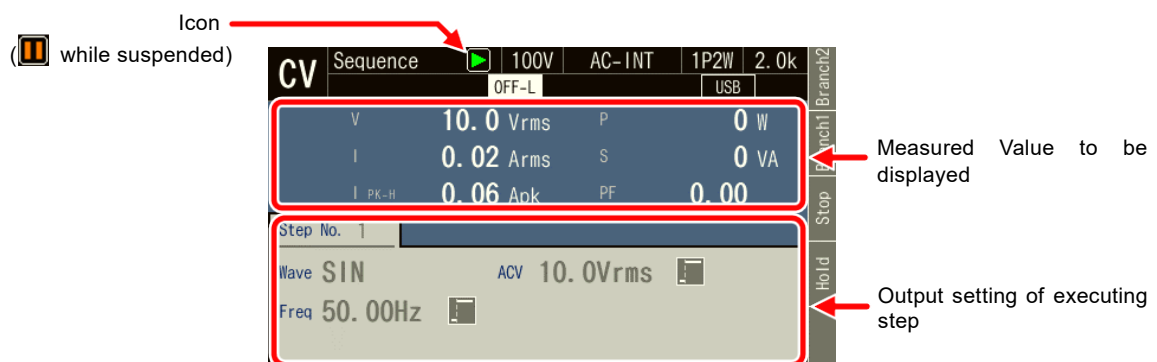 Icon
( while suspended)
CV Sequence 100V AC-INT 1P2W 2.0k
OFF-L USB
V 10.0 Vrms P 0 W
I 0.02 Arms S 0 VA
I PK-H 0.06 Apk PF 0.00
Step No. 1
Wave SIN ACV 10.0Vrms
Freq 50.00Hz
Branch2
Branch1
Stop
Hold
Measured Value to be
displayed
Output setting of executing
step